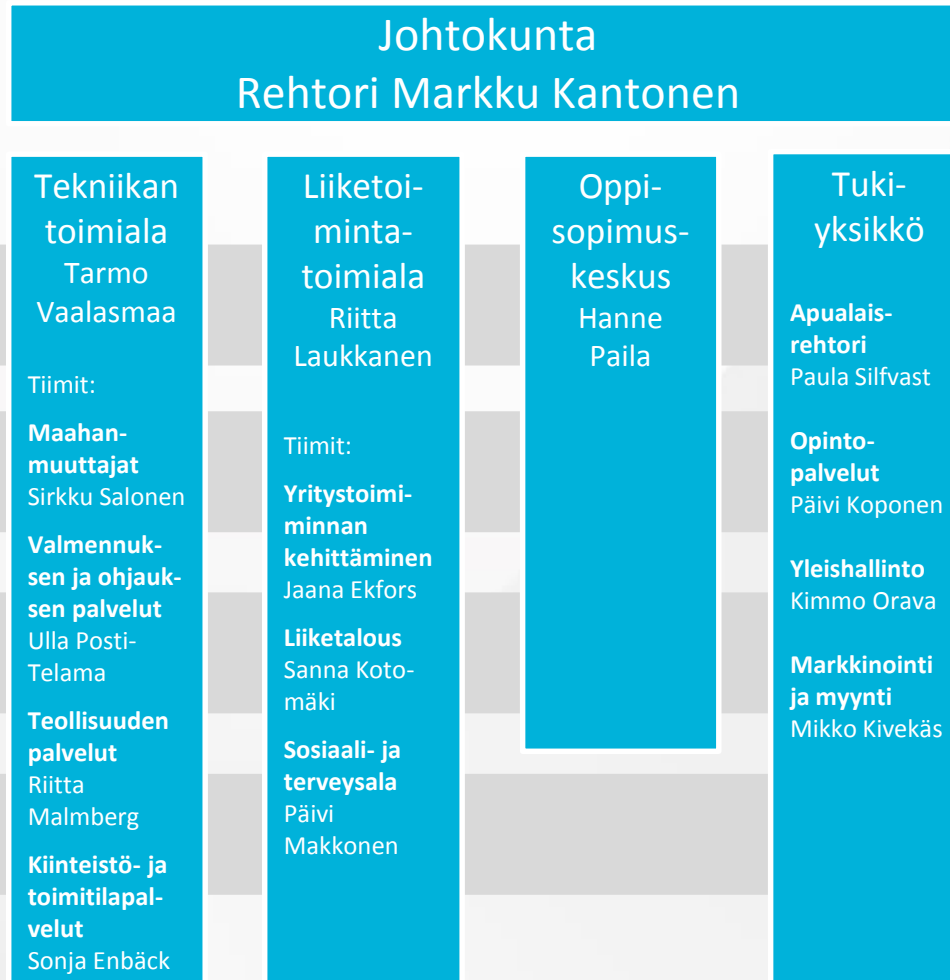 Johtokunta
Rehtori Markku Kantonen
Tekniikan
toimiala
Tarmo
Vaalasmaa
Tiimit:
Maahan-
muuttajat
Sirkku Salonen
Valmennuk-
sen ja ohjauk-
sen palvelut
Ulla Posti-
Telama
Teollisuuden
palvelut
Riitta
Malmberg
Kiinteistö- ja
toimitilapal-
velut
Sonja Enbäck
Liiketoi-
minta-
toimiala
Riitta
Laukkanen
Tiimit:
Yritystoimi-
minnan
kehittäminen
Jaana Ekfors
Liiketalous
Sanna Koto-
mäki
Sosiaali- ja
terveysala
Päivi
Makkonen
Oppi-
sopimus-
keskus
Hanne
Paila
Tuki-
yksikkö
Apualais-
rehtori
Paula Silfvast
Opinto-
palvelut
Päivi Koponen
Yleishallinto
Kimmo Orava
Markkinointi
ja myynti
Mikko Kivekäs